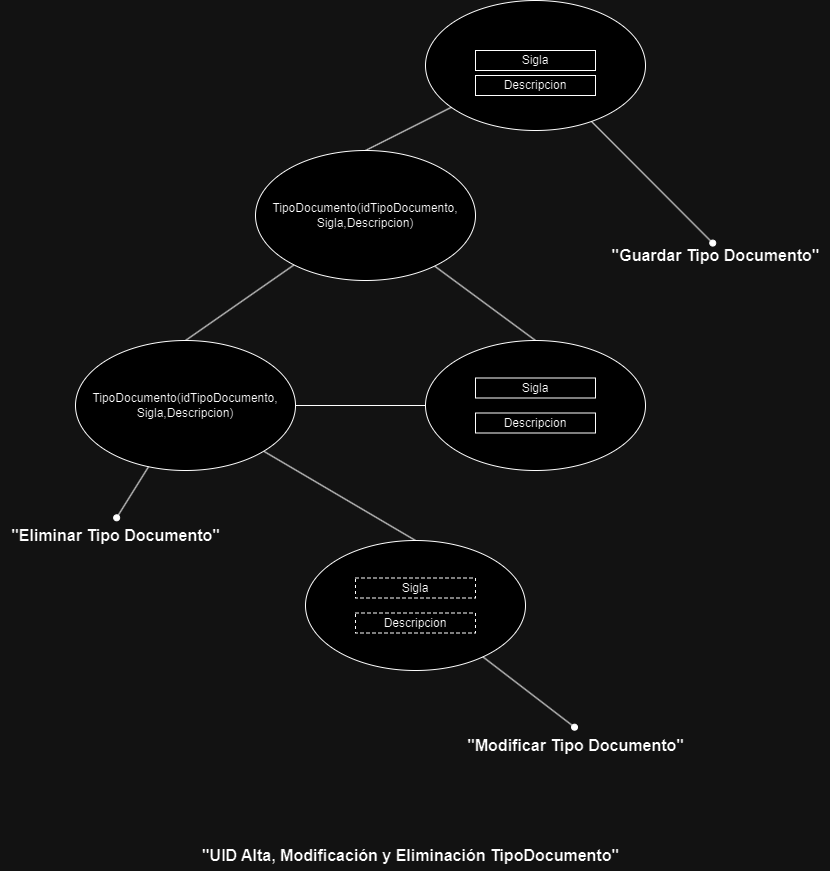 Sigla
Descripcion
TipoDocumento(idTipoDocumento,
Sigla,Descripcion)
"Guardar Tipo Documento"
TipoDocumento(idTipoDocumento,
Sigla,Descripcion)
Sigla
Descripcion
"Eliminar Tipo Documento"
Sigla
Descripcion
"Modificar Tipo Documento"
"UID Alta, Modificación y Eliminación TipoDocumento"